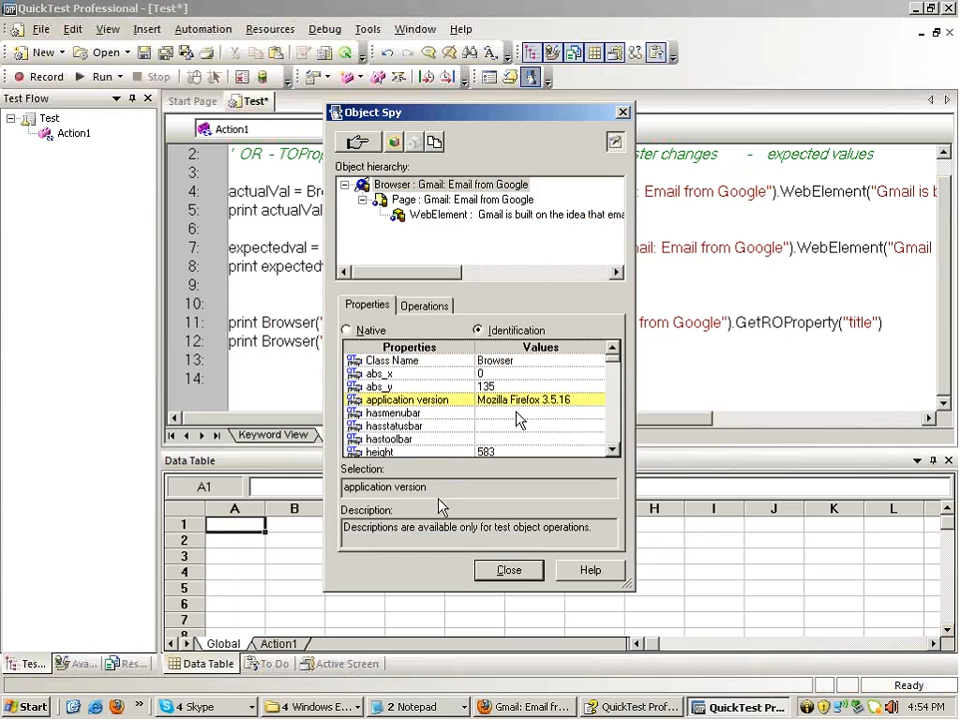 QuickTest Professional - [Test*]
File Edit View Insert Automation Resources Debug Tools Window Help
New Open
Record Run Stop
Test Flow
Start Page Test*
Test
Action1
Action1
2: ' OR - TOProp ster changes - expected values
3:
4: actualVal = Bro : Email from Google").WebElement("Gmail is b
5: print actualVal
6:
7: expectedval = mail: Email from Google").WebElement("Gmail
8: print expected
9:
10:
11: print Browser(" from Google").GetROProperty("title")
12: print Browser("
13:
14:
Keyword View
Object Spy
Object hierarchy:
Browser : Gmail: Email from Google
Page : Gmail: Email from Google
WebElement : Gmail is built on the idea that ema
Properties Operations
Native Identification
Properties Values
Class Name Browser
abs_x 0
abs_y 135
application version Mozilla Firefox 3.5.16
hasmenubar
hasstatusbar
hastoolbar
height 583
Selection:
application version
Description:
Descriptions are available only for test object operations.
Close Help
Data Table
A1
A B H I J K L
1
2
3
4
5
6
7
8
Global Action1
Tes... Ava... Res... Data Table To Do Active Screen
Ready
Start 4 Skype 4 Windows E... 2 Notepad Gmail: Email fr... QuickTest Pr... QuickTest Pr... 4:54 PM